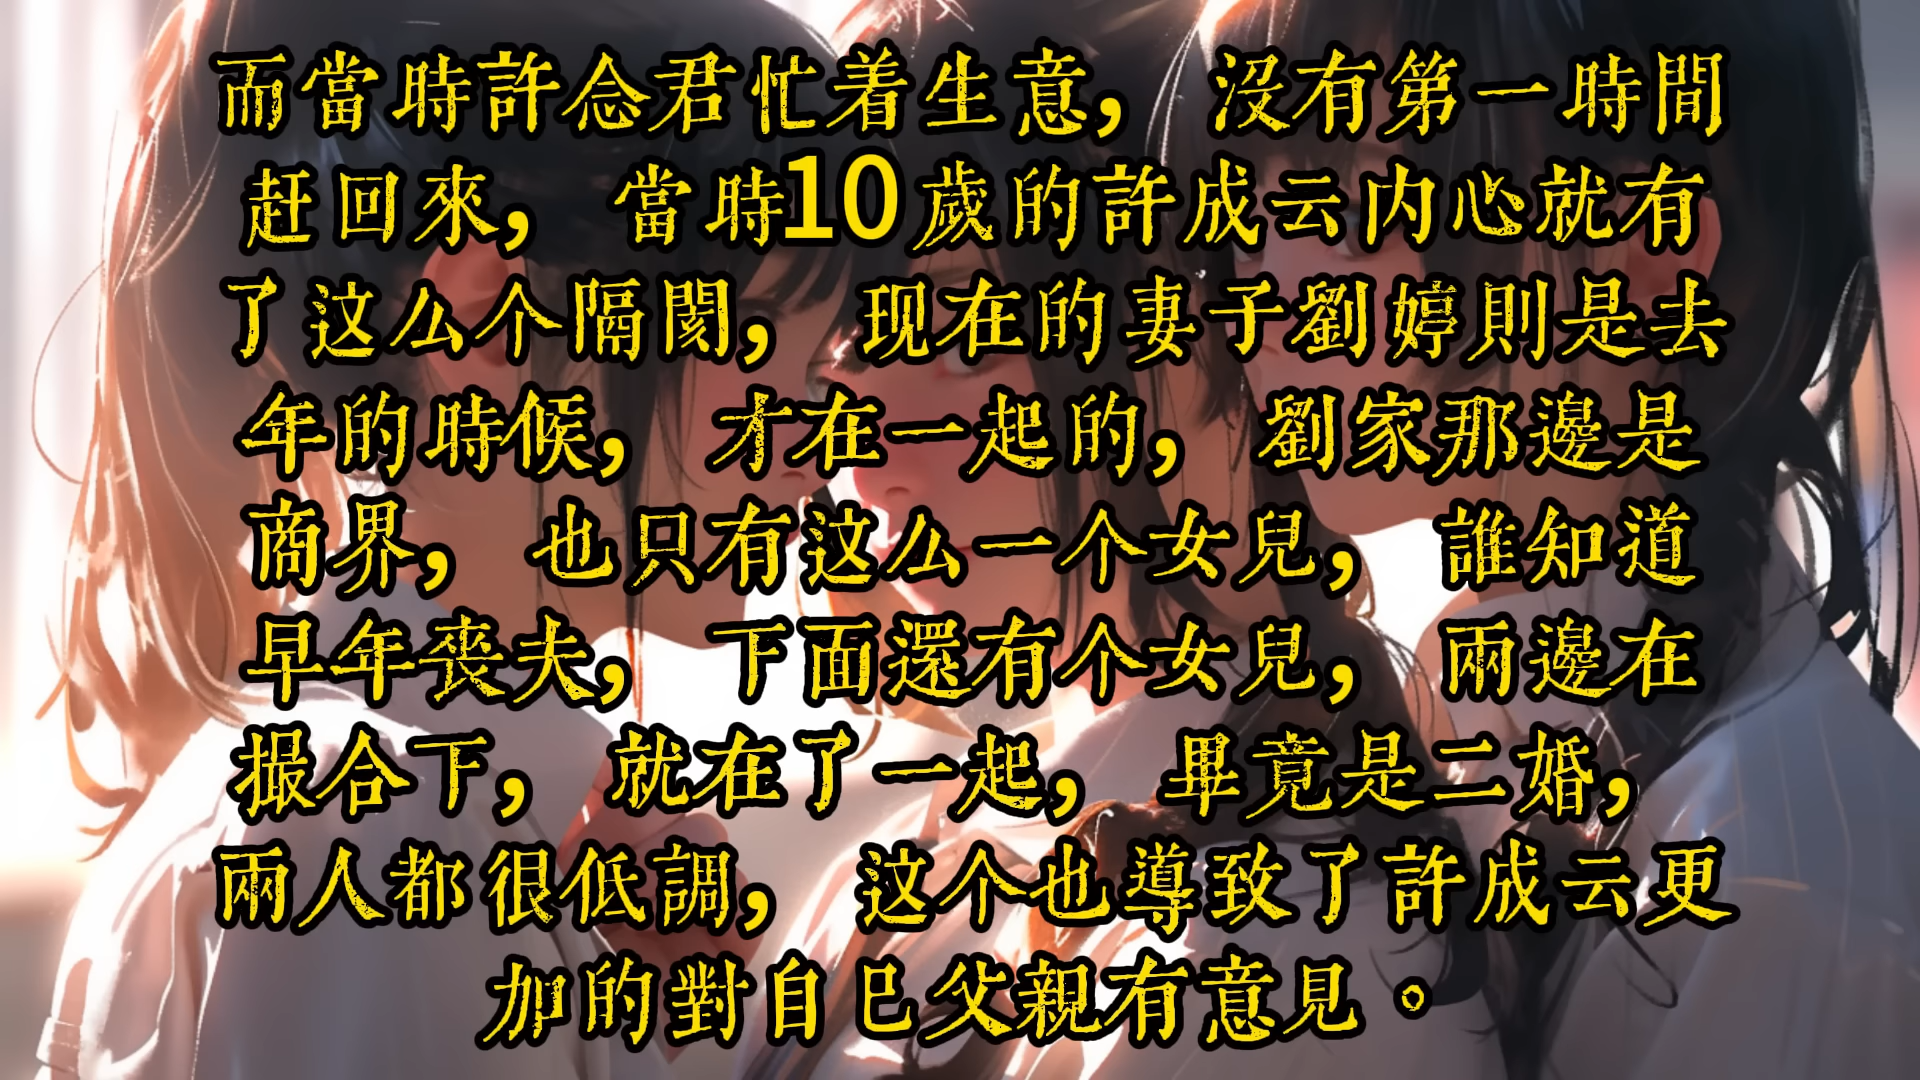 而當時許念君忙着生意，沒有第一時間
赶回來，當時10歲的許成云内心就有
了这么个隔閡，现在的妻子劉婷則是去
年的時候，才在一起的，劉家那邊是
商界，也只有这么一个女兒，誰知道
早年喪夫，下面還有个女兒，兩邊在
撮合下，就在了一起，畢竟是二婚，
兩人都很低調，这个也導致了許成云更
加的對自已父親有意見。